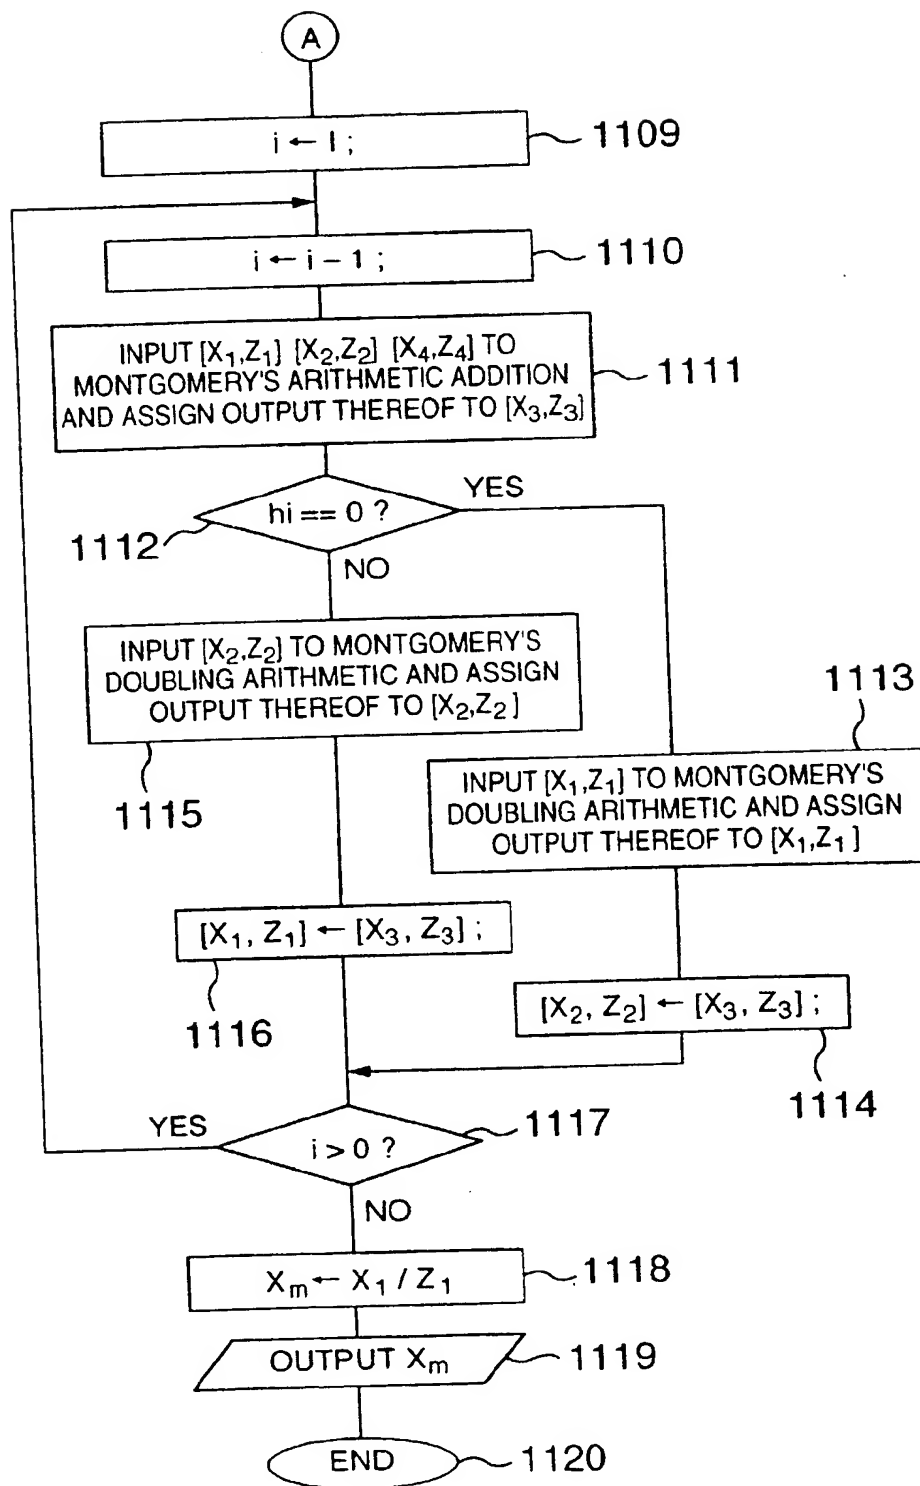 A
i ← l ;
1109
i ← i − 1 ;
1110
INPUT [X₁,Z₁] [X₂,Z₂] [X₄,Z₄] TO
MONTGOMERY'S ARITHMETIC ADDITION
AND ASSIGN OUTPUT THEREOF TO [X₃,Z₃]
1111
hi == 0 ?
YES
1112
NO
INPUT [X₂,Z₂] TO MONTGOMERY'S
DOUBLING ARITHMETIC AND ASSIGN
OUTPUT THEREOF TO [X₂,Z₂]
1115
1113
INPUT [X₁,Z₁] TO MONTGOMERY'S
DOUBLING ARITHMETIC AND ASSIGN
OUTPUT THEREOF TO [X₁,Z₁]
[X₁, Z₁] ← [X₃, Z₃] ;
1116
[X₂, Z₂] ← [X₃, Z₃] ;
1114
YES
i > 0 ?
1117
NO
Xₘ ← X₁ / Z₁
1118
OUTPUT Xₘ
1119
END
1120